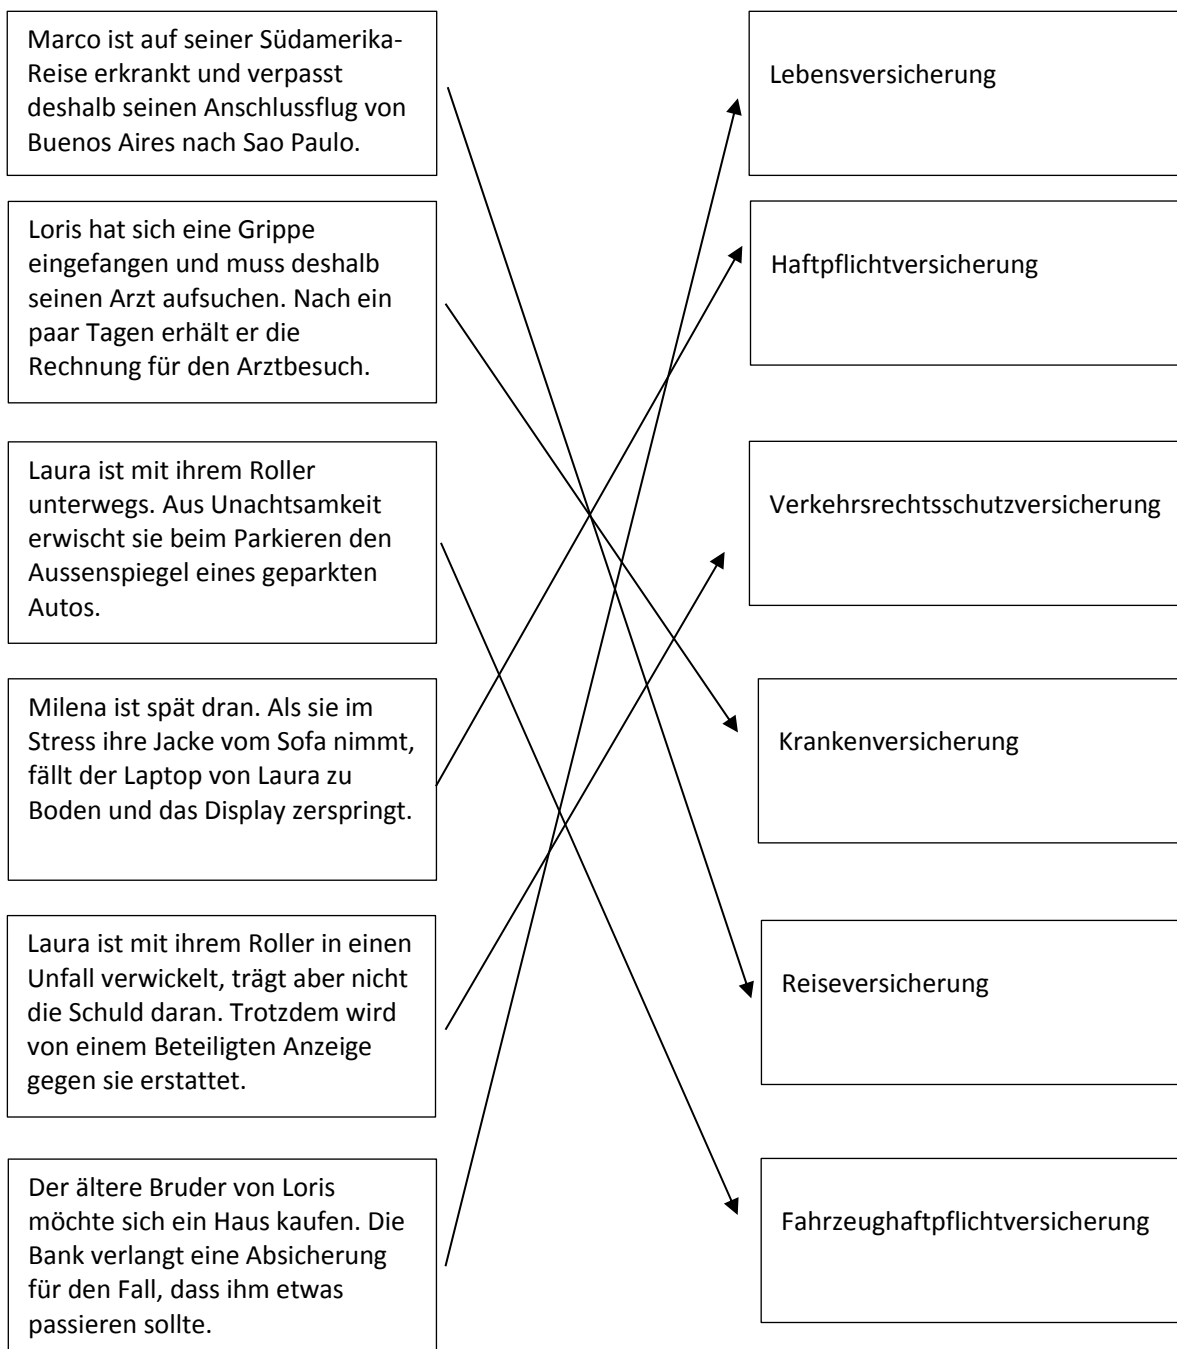 Marco ist auf seiner Südamerika-
Reise erkrankt und verpasst
deshalb seinen Anschlussflug von
Buenos Aires nach Sao Paulo.
Lebensversicherung
Loris hat sich eine Grippe
eingefangen und muss deshalb
seinen Arzt aufsuchen. Nach ein
paar Tagen erhält er die
Rechnung für den Arztbesuch.
Haftpflichtversicherung
Laura ist mit ihrem Roller
unterwegs. Aus Unachtsamkeit
erwischt sie beim Parkieren den
Aussenspiegel eines geparkten
Autos.
Verkehrsrechtsschutzversicherung
Milena ist spät dran. Als sie im
Stress ihre Jacke vom Sofa nimmt,
fällt der Laptop von Laura zu
Boden und das Display zerspringt.
Krankenversicherung
Laura ist mit ihrem Roller in einen
Unfall verwickelt, trägt aber nicht
die Schuld daran. Trotzdem wird
von einem Beteiligten Anzeige
gegen sie erstattet.
Reiseversicherung
Der ältere Bruder von Loris
möchte sich ein Haus kaufen. Die
Bank verlangt eine Absicherung
für den Fall, dass ihm etwas
passieren sollte.
Fahrzeughaftpflichtversicherung